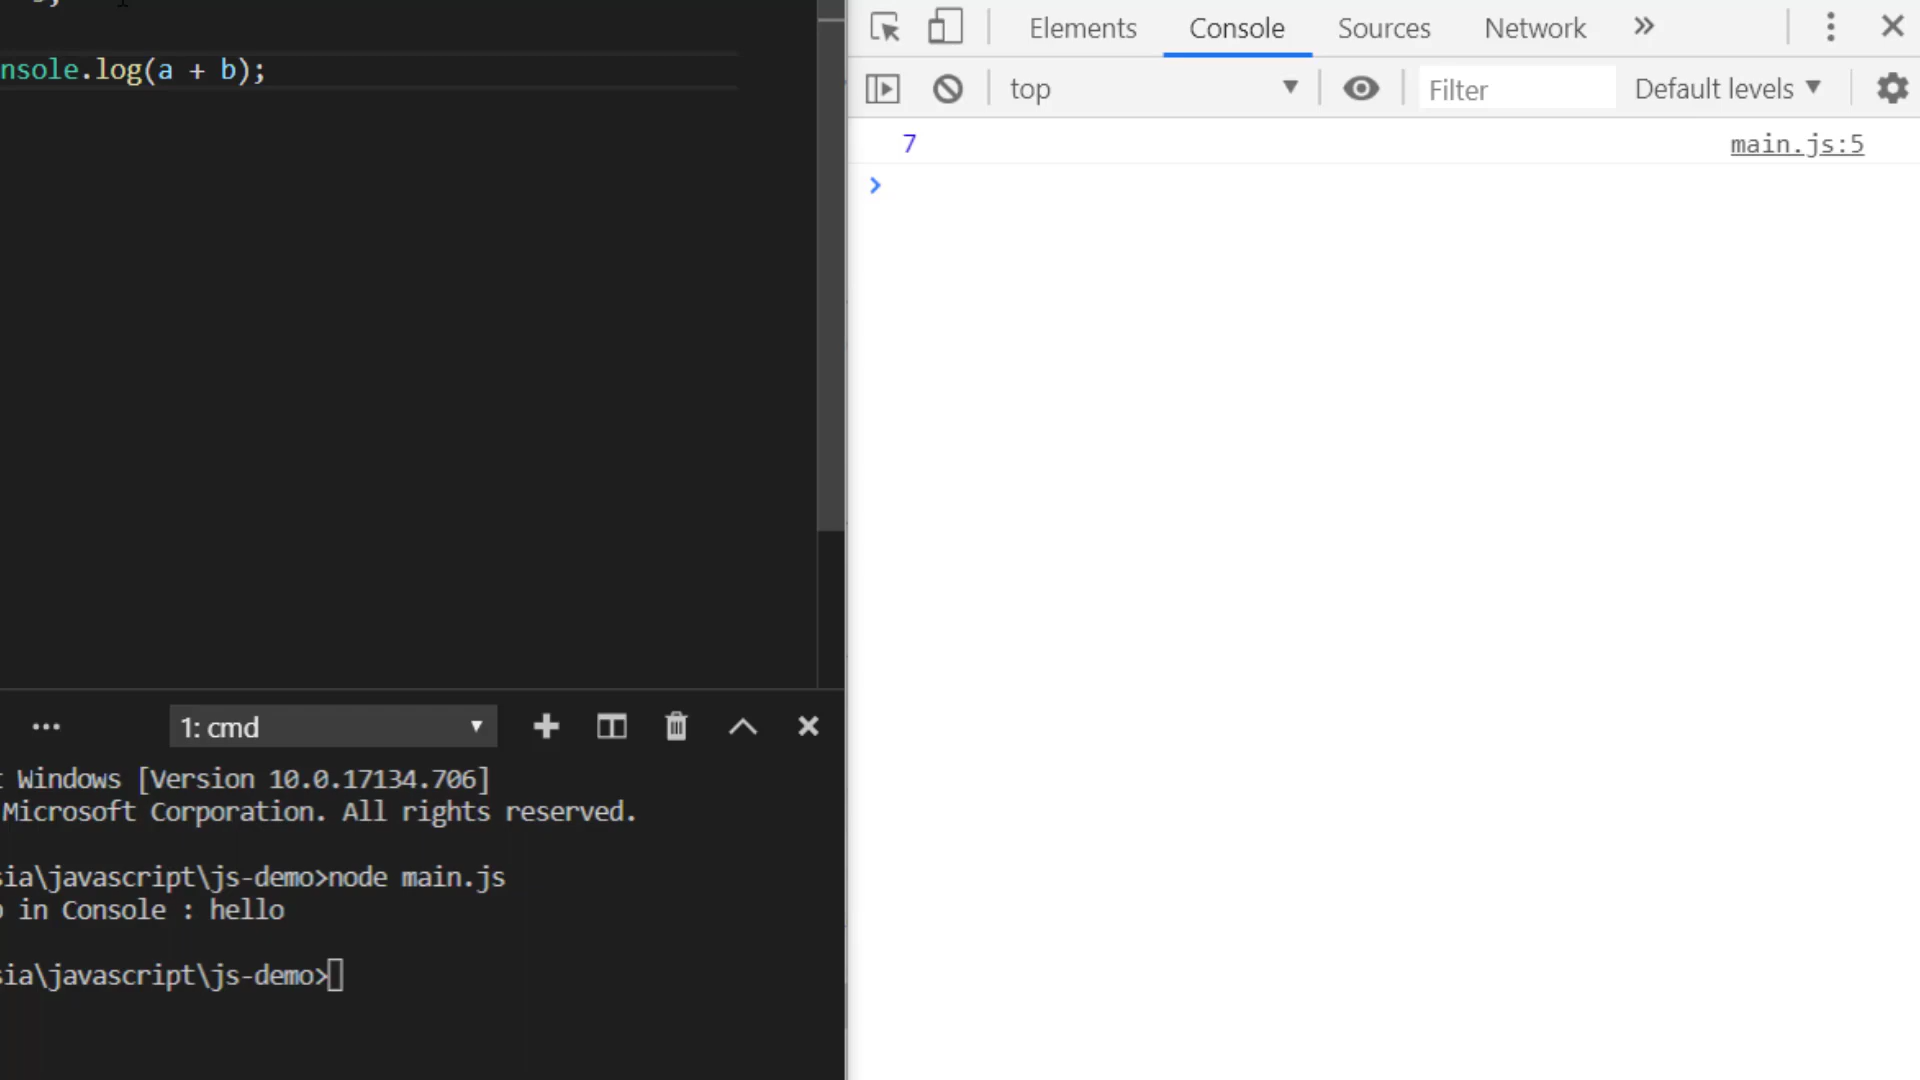 nsole.log(a + b);
1: cmd
Windows [Version 10.0.17134.706]
Microsoft Corporation. All rights reserved.
sia\javascript\js-demo>node main.js
in Console : hello
sia\javascript\js-demo>
Elements Console Sources Network
top Filter Default levels
7 main.js:5